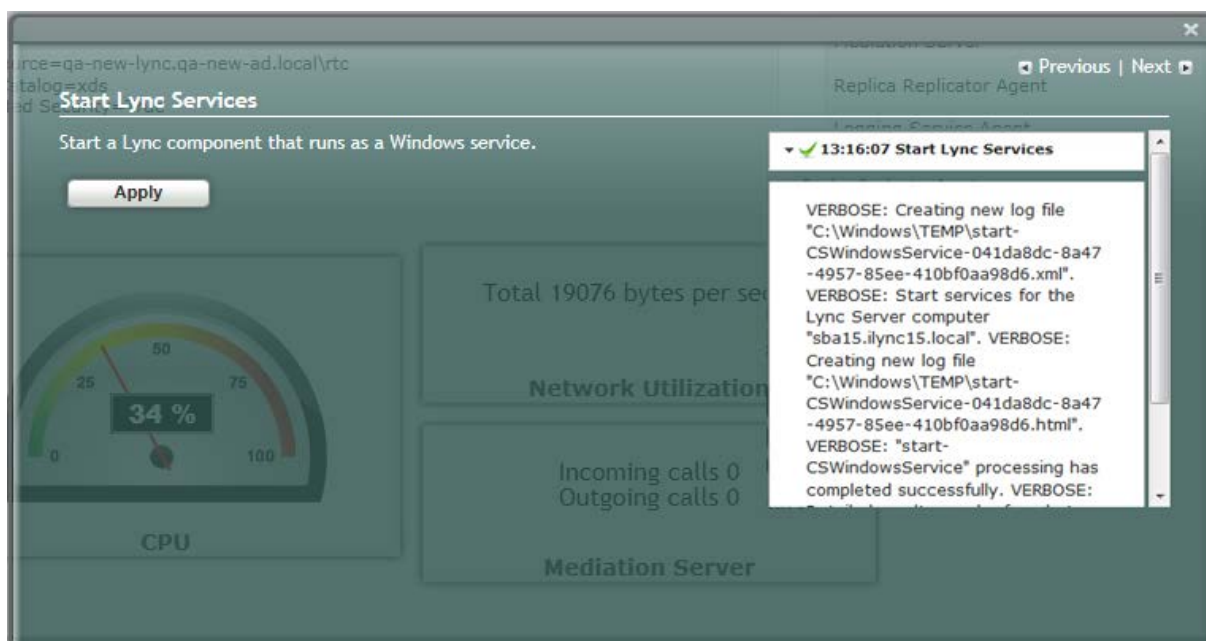 urce=qa-new-lync.qa-new-ad.local\rtc
atalog=xds
Replica Replicator Agent
Previous | Next
Start Lync Services
Start a Lync component that runs as a Windows service.
Apply
13:16:07 Start Lync Services
VERBOSE: Creating new log file
"C:\Windows\TEMP\start-
CSWindowsService-041da8dc-8a47
-4957-85ee-410bf0aa98d6.xml".
VERBOSE: Start services for the
Lync Server computer
"sba15.ilync15.local". VERBOSE:
Creating new log file
"C:\Windows\TEMP\start-
CSWindowsService-041da8dc-8a47
-4957-85ee-410bf0aa98d6.html".
VERBOSE: "start-
CSWindowsService" processing has
completed successfully. VERBOSE:
0
25
50
75
100
34 %
CPU
Total 19076 bytes per se
Network Utilization
Incoming calls 0
Outgoing calls 0
Mediation Server